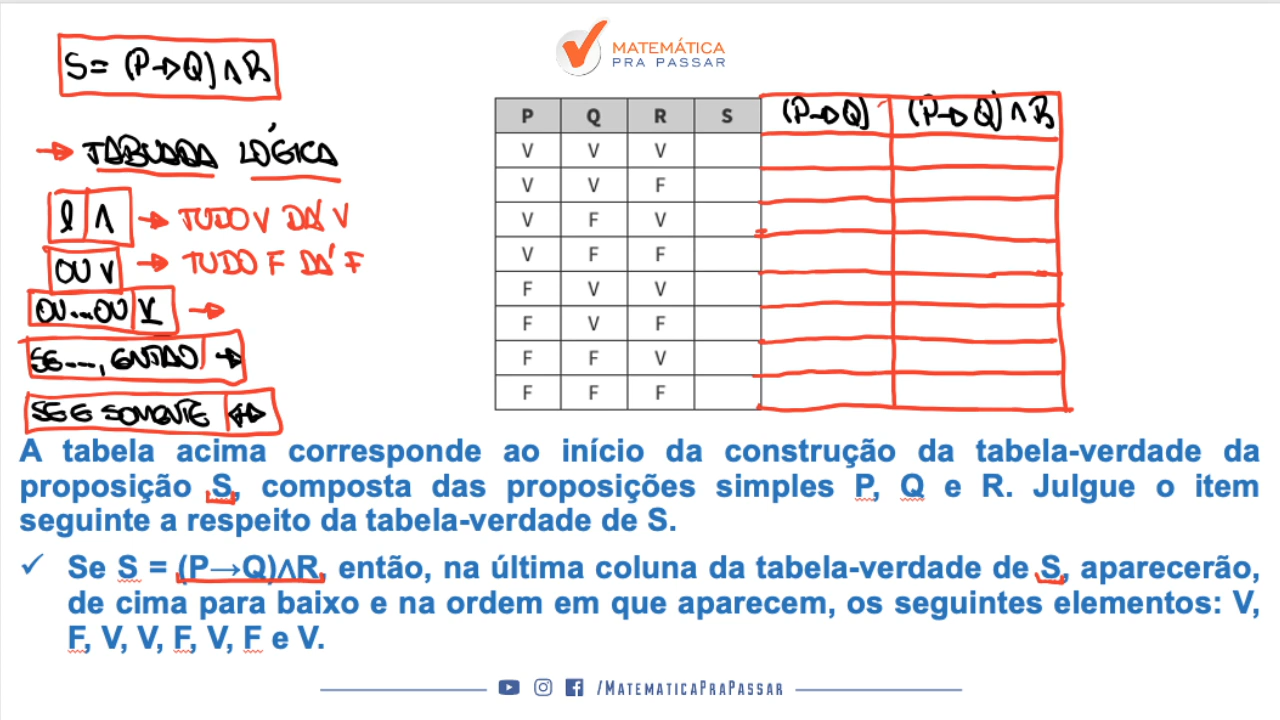 S = (P→Q)∧R
MATEMÁTICA
PRA PASSAR
→ TABUADA LÓGICA
P Q R S (P→Q) (P→Q)∧R
V V V
V V F
V F V
V F F
F V V
F V F
F F V
F F F
e ∧ → TUDO V DÁ V
OU V → TUDO F DÁ F
OU...OU V →
SE..., ENTÃO →
SE E SOMENTE ↔
A tabela acima corresponde ao início da construção da tabela-verdade da
proposição S, composta das proposições simples P, Q e R. Julgue o item
seguinte a respeito da tabela-verdade de S.
✓ Se S = (P→Q)∧R, então, na última coluna da tabela-verdade de S, aparecerão,
de cima para baixo e na ordem em que aparecem, os seguintes elementos: V,
F, V, V, F, V, F e V.
/MATEMATICAPRAPASSAR